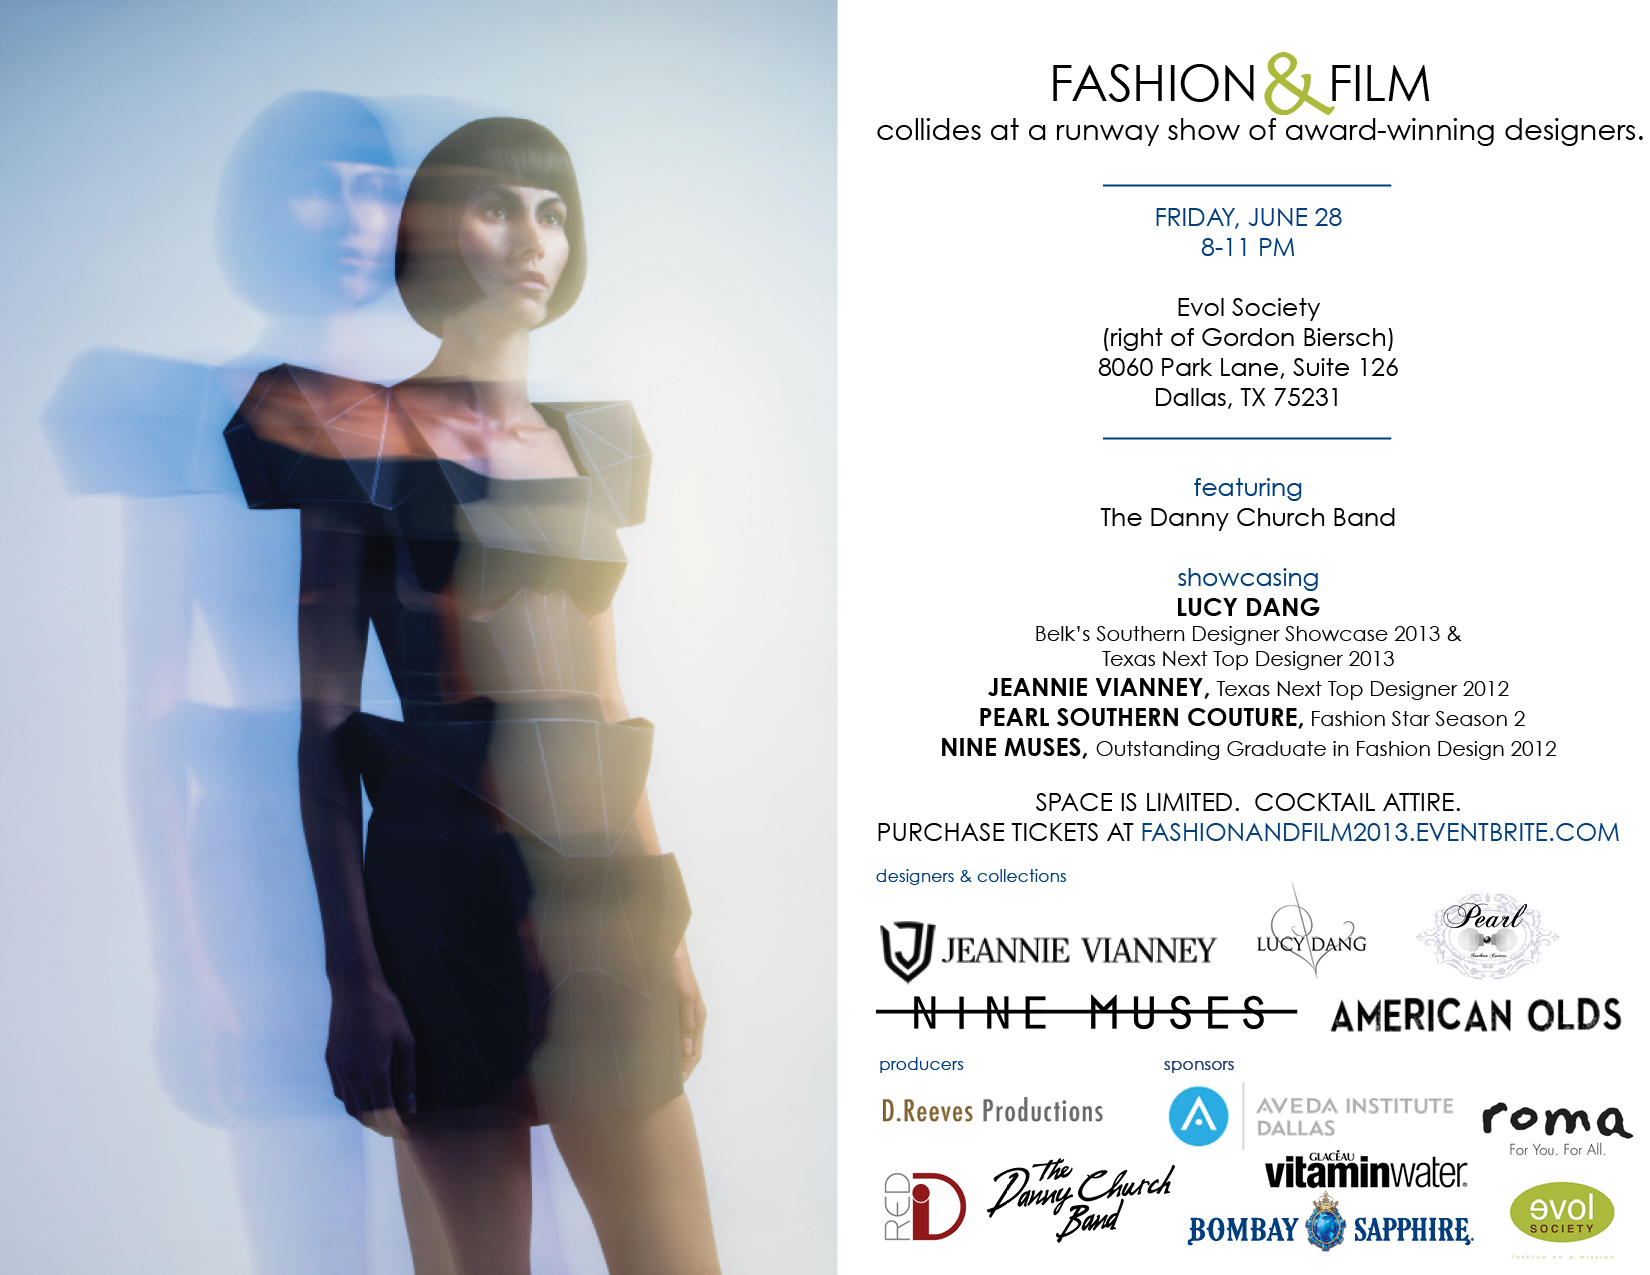 FASHION & FILM
collides at a runway show of award-winning designers.
FRIDAY, JUNE 28
8-11 PM
Evol Society
(right of Gordon Biersch)
8060 Park Lane, Suite 126
Dallas, TX 75231
featuring
The Danny Church Band
showcasing
LUCY DANG
Belk's Southern Designer Showcase 2013 &
Texas Next Top Designer 2013
JEANNIE VIANNEY, Texas Next Top Designer 2012
PEARL SOUTHERN COUTURE, Fashion Star Season 2
NINE MUSES, Outstanding Graduate in Fashion Design 2012
SPACE IS LIMITED.  COCKTAIL ATTIRE.
PURCHASE TICKETS AT FASHIONANDFILM2013.EVENTBRITE.COM
designers & collections
JEANNIE VIANNEY
LUCY DANG
Pearl
Southern Couture
NINE MUSES
AMERICAN OLDS
producers
D.Reeves Productions
RED iD
The
Danny Church
Band
sponsors
AVEDA INSTITUTE
DALLAS
roma
For You. For All.
GLACÉAU
vitaminwater®
BOMBAY SAPPHIRE®
evol
SOCIETY
fashion on a mission